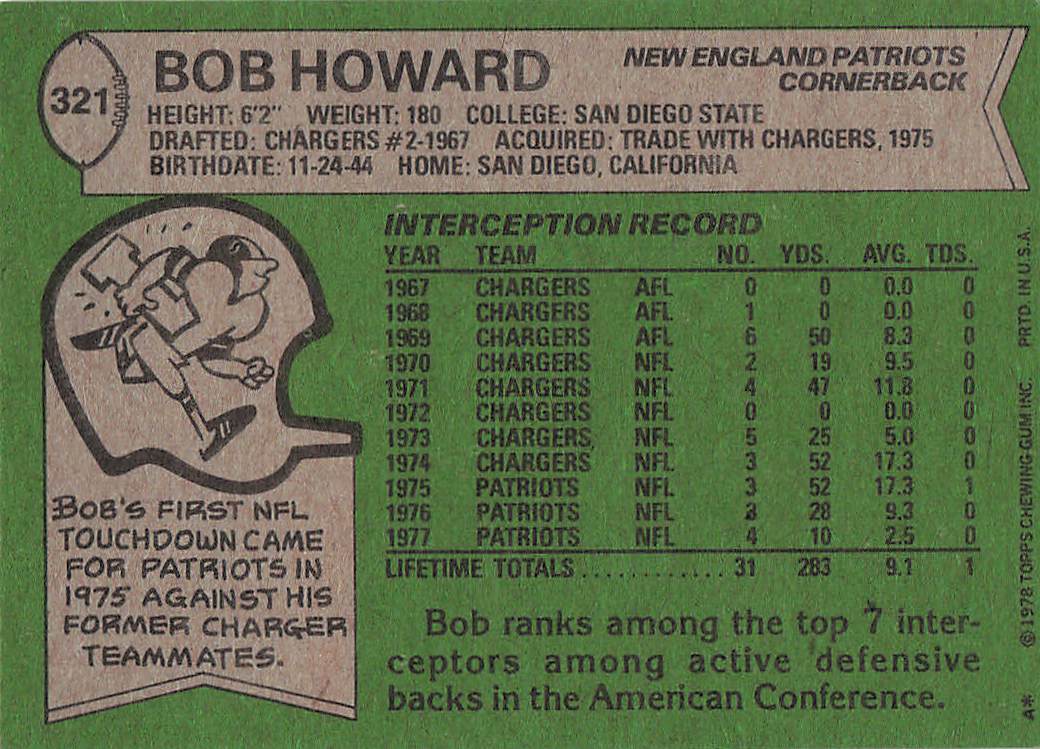 321
BOB HOWARD
NEW ENGLAND PATRIOTS
CORNERBACK
HEIGHT: 6'2" WEIGHT: 180 COLLEGE: SAN DIEGO STATE
DRAFTED: CHARGERS #2-1967 ACQUIRED: TRADE WITH CHARGERS, 1975
BIRTHDATE: 11-24-44 HOME: SAN DIEGO, CALIFORNIA
INTERCEPTION RECORD
YEAR TEAM NO. YDS. AVG. TDS.
1967 CHARGERS AFL 0 0 0.0 0
1968 CHARGERS AFL 1 0 0.0 0
1969 CHARGERS AFL 6 50 8.3 0
1970 CHARGERS NFL 2 19 9.5 0
1971 CHARGERS NFL 4 47 11.8 0
1972 CHARGERS NFL 0 0 0.0 0
1973 CHARGERS NFL 5 25 5.0 0
1974 CHARGERS NFL 3 52 17.3 0
1975 PATRIOTS NFL 3 52 17.3 1
1976 PATRIOTS NFL 3 28 9.3 0
1977 PATRIOTS NFL 4 10 2.5 0
LIFETIME TOTALS ............ 31 283 9.1 1
BOB'S FIRST NFL
TOUCHDOWN CAME
FOR PATRIOTS IN
1975 AGAINST HIS
FORMER CHARGER
TEAMMATES.
Bob ranks among the top 7 inter-
ceptors among active defensive
backs in the American Conference.
A* © 1978 TOPPS CHEWING GUM INC. PRTD. IN U.S.A.